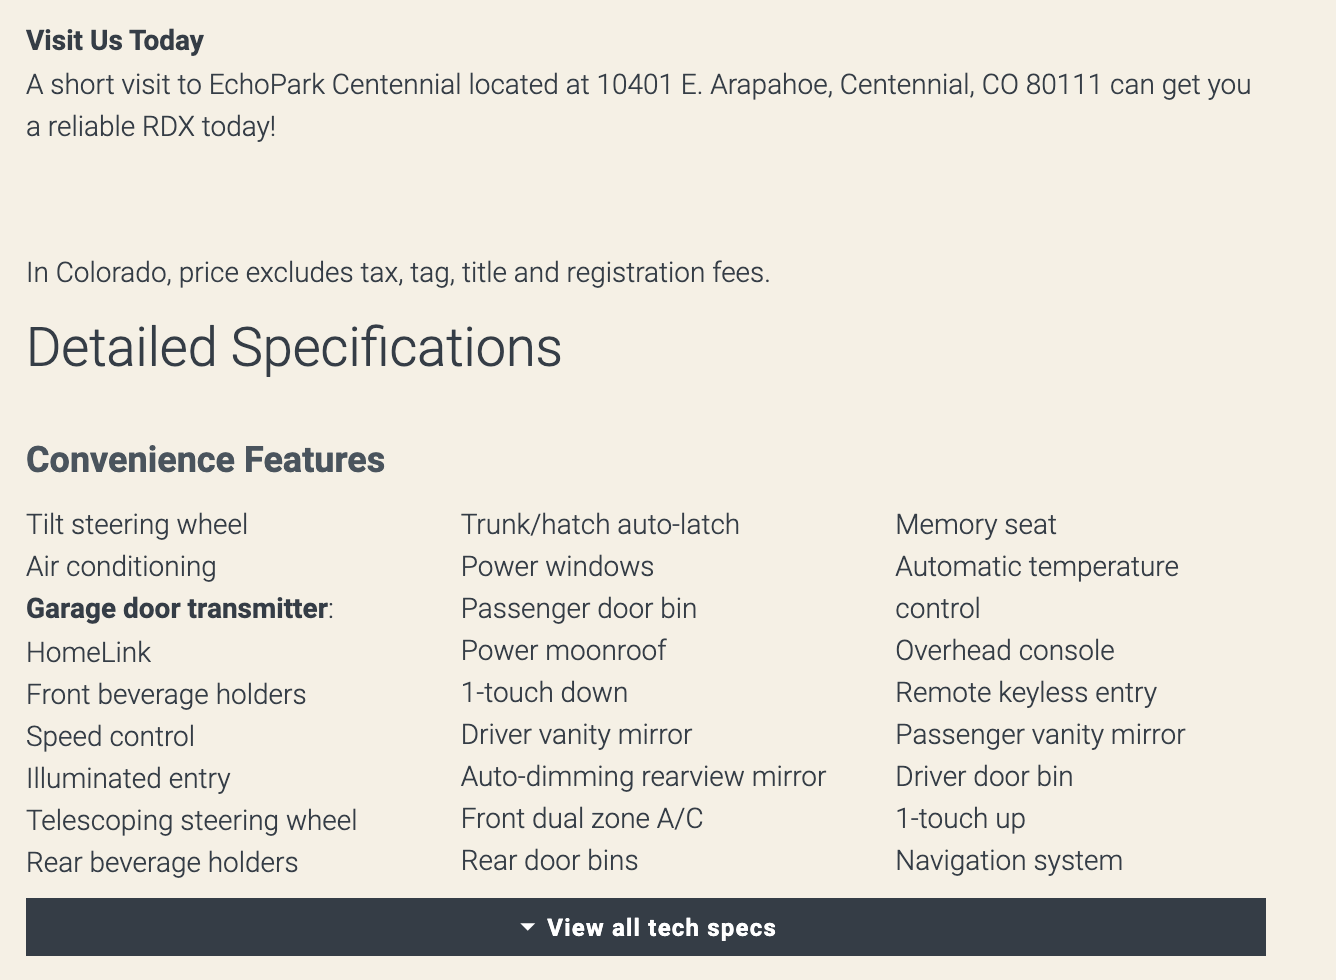 Visit Us Today
A short visit to EchoPark Centennial located at 10401 E. Arapahoe, Centennial, CO 80111 can get you
a reliable RDX today!
In Colorado, price excludes tax, tag, title and registration fees.
Detailed Specifications
Convenience Features
Tilt steering wheel
Air conditioning
Garage door transmitter:
HomeLink
Front beverage holders
Speed control
Illuminated entry
Telescoping steering wheel
Rear beverage holders
Trunk/hatch auto-latch
Power windows
Passenger door bin
Power moonroof
1-touch down
Driver vanity mirror
Auto-dimming rearview mirror
Front dual zone A/C
Rear door bins
Memory seat
Automatic temperature
control
Overhead console
Remote keyless entry
Passenger vanity mirror
Driver door bin
1-touch up
Navigation system
View all tech specs